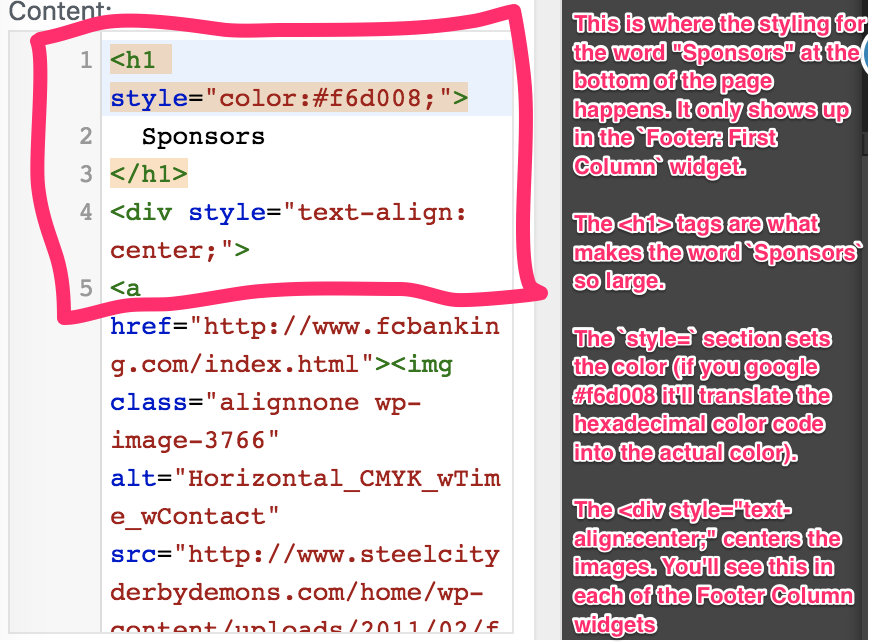 Content:
1 <h1
style="color:#f6d008;">
2 Sponsors
3 </h1>
4 <div style="text-align:
center;">
5 <a
href="http://www.fcbankin
g.com/index.html"><img
class="alignnone wp-
image-3766"
alt="Horizontal_CMYK_wTim
e_wContact"
src="http://www.steelcity
derbydemons.com/home/wp-
content/uploads/2011/02/f
This is where the styling for
the word "Sponsors" at the
bottom of the page
happens. It only shows up
in the `Footer: First
Column` widget.
The <h1> tags are what
makes the word `Sponsors`
so large.
The `style=` section sets
the color (if you google
#f6d008 it'll translate the
hexadecimal color code
into the actual color).
The <div style="text-
align:center;" centers the
images. You'll see this in
each of the Footer Column
widgets